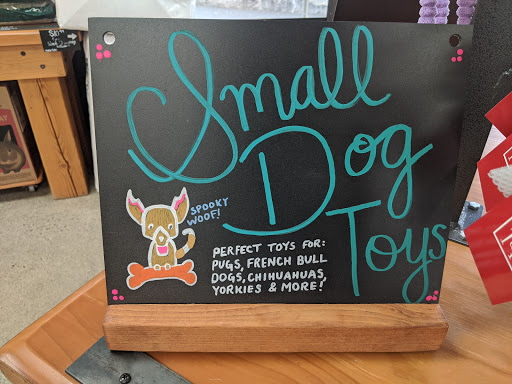 Small
Dog
Toys
SPOOKY
WOOF!
PERFECT TOYS FOR:
PUGS, FRENCH BULL
DOGS, CHIHUAHUAS,
YORKIES & MORE!